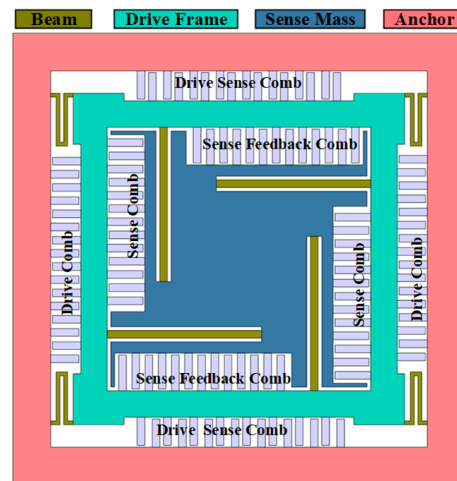 Beam Drive Frame Sense Mass Anchor
Drive Sense Comb
Sense Feedback Comb
Sense Comb
Drive Comb
Drive Comb
Sense Comb
Sense Feedback Comb
Drive Sense Comb